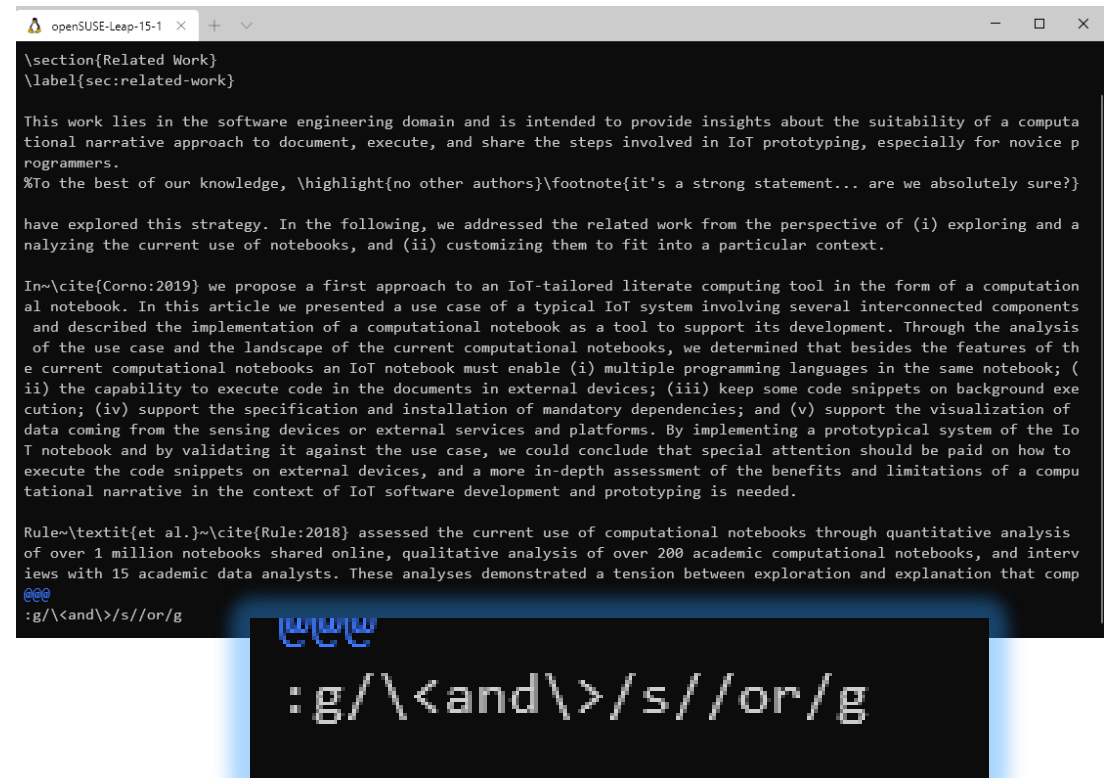 openSUSE-Leap-15-1
\section{Related Work}
\label{sec:related-work}
This work lies in the software engineering domain and is intended to provide insights about the suitability of a computa
tional narrative approach to document, execute, and share the steps involved in IoT prototyping, especially for novice p
rogrammers.
%To the best of our knowledge, \highlight{no other authors}\footnote{it's a strong statement... are we absolutely sure?}
have explored this strategy. In the following, we addressed the related work from the perspective of (i) exploring and a
nalyzing the current use of notebooks, and (ii) customizing them to fit into a particular context.
In~\cite{Corno:2019} we propose a first approach to an IoT-tailored literate computing tool in the form of a computation
al notebook. In this article we presented a use case of a typical IoT system involving several interconnected components
 and described the implementation of a computational notebook as a tool to support its development. Through the analysis
 of the use case and the landscape of the current computational notebooks, we determined that besides the features of th
e current computational notebooks an IoT notebook must enable (i) multiple programming languages in the same notebook; (
ii) the capability to execute code in the documents in external devices; (iii) keep some code snippets on background exe
cution; (iv) support the specification and installation of mandatory dependencies; and (v) support the visualization of
data coming from the sensing devices or external services and platforms. By implementing a prototypical system of the Io
T notebook and by validating it against the use case, we could conclude that special attention should be paid on how to
execute the code snippets on external devices, and a more in-depth assessment of the benefits and limitations of a compu
tational narrative in the context of IoT software development and prototyping is needed.
Rule~\textit{et al.}~\cite{Rule:2018} assessed the current use of computational notebooks through quantitative analysis
of over 1 million notebooks shared online, qualitative analysis of over 200 academic computational notebooks, and interv
iews with 15 academic data analysts. These analyses demonstrated a tension between exploration and explanation that comp
@@@
:g/\<and\>/s//or/g
@@@
:g/\<and\>/s//or/g